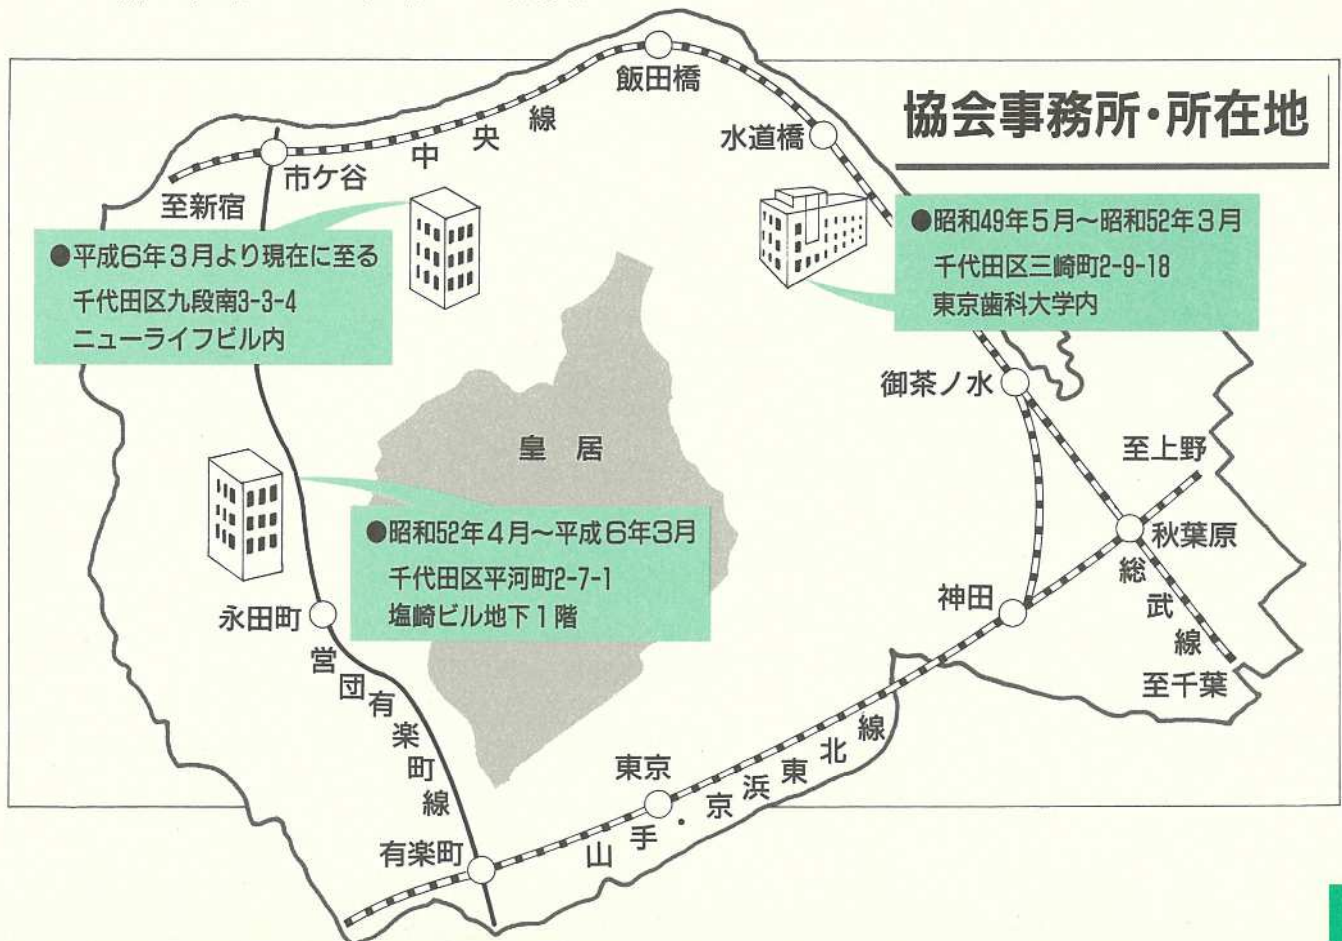 協会事務所・所在地
飯田橋
水道橋
中央線
市ケ谷
至新宿
●平成6年3月より現在に至る
千代田区九段南3-3-4
ニューライフビル内
●昭和49年5月~昭和52年3月
千代田区三崎町2-9-18
東京歯科大学内
御茶ノ水
皇居
至上野
秋葉原
●昭和52年4月~平成6年3月
千代田区平河町2-7-1
塩崎ビル地下1階
総武線
神田
永田町
至千葉
営団有楽町線
東京
山手・京浜東北線
有楽町